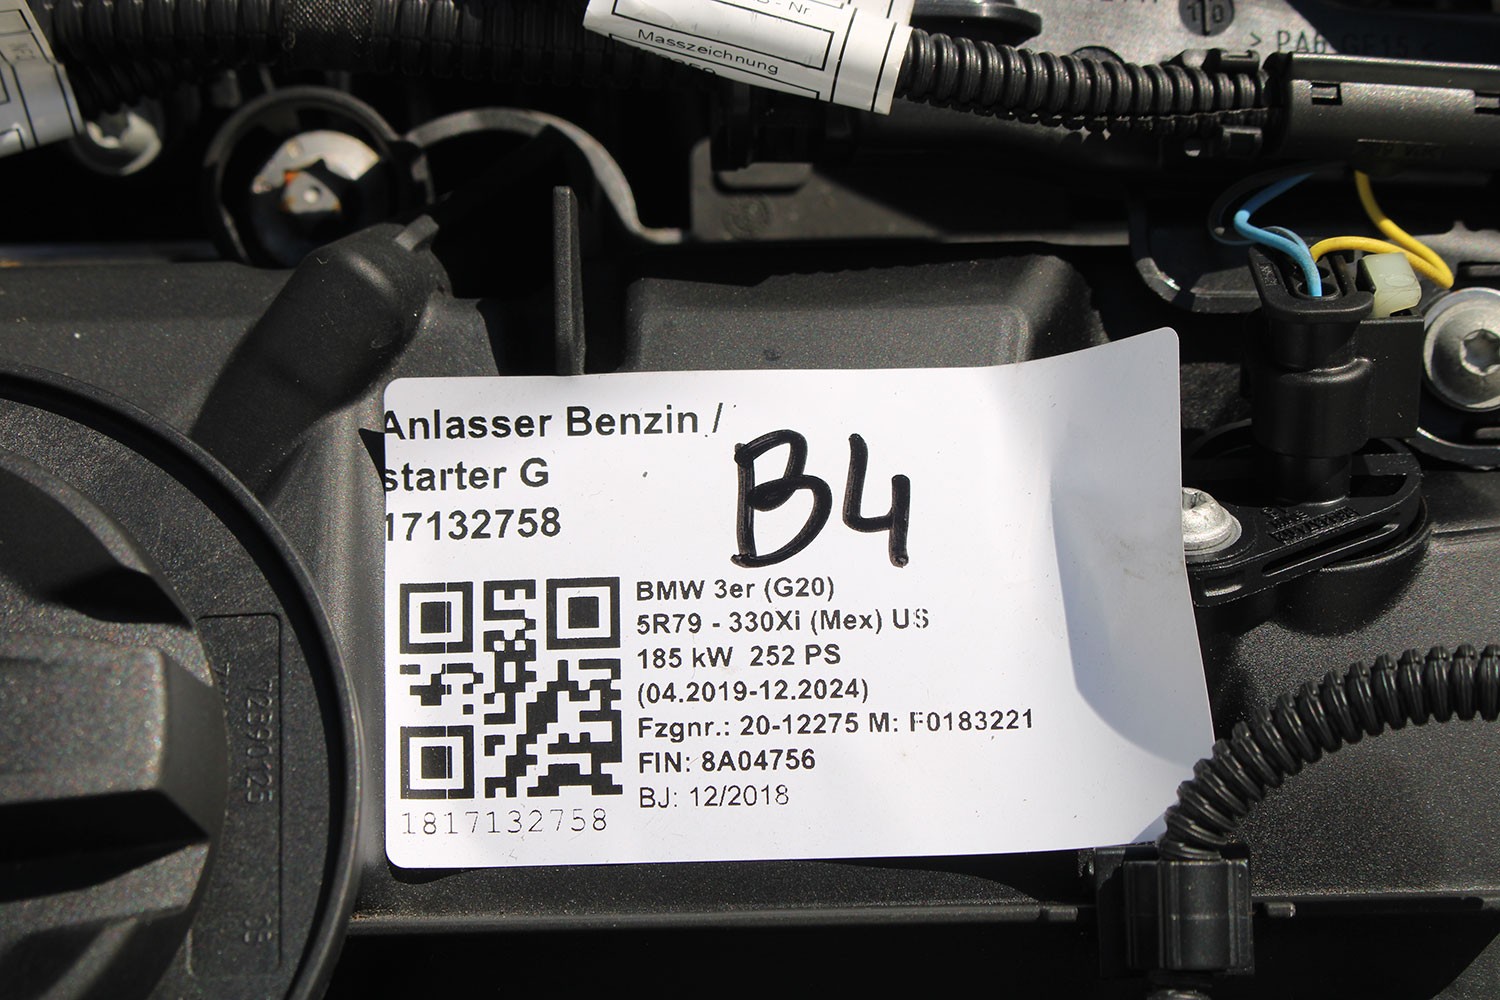 Nr
Masszeichnung
Anlasser Benzin /
starter G
17132758
B4
BMW 3er (G20)
5R79 - 330Xi (Mex) US
185 kW 252 PS
(04.2019-12.2024)
Fzgnr.: 20-12275 M: F0183221
FIN: 8A04756
BJ: 12/2018
1817132758